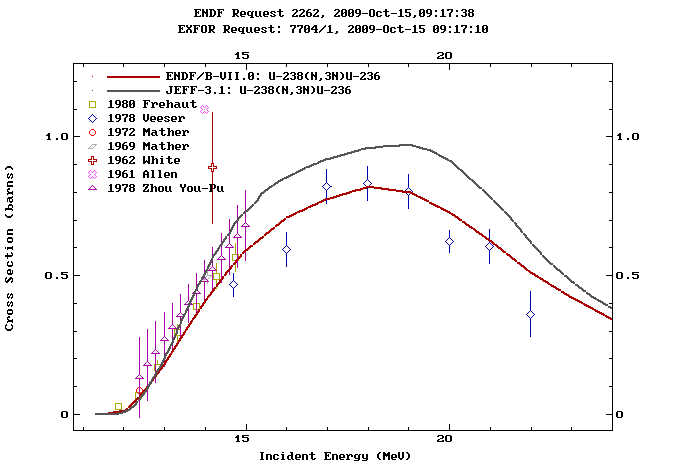 ENDF Request 2262, 2009-Oct-15,09:17:38
EXFOR Request: 7704/1, 2009-Oct-15 09:17:10
15 20
ENDF/B-VII.0: U-238(N,3N)U-236
JEFF-3.1: U-238(N,3N)U-236
1980 Frehaut
1978 Veeser
1972 Mather
1969 Mather
1962 White
1961 Allen
1978 Zhou You-Pu
1.0 1.0
0.5 0.5
0 0
Cross Section (barns)
15 20
Incident Energy (MeV)